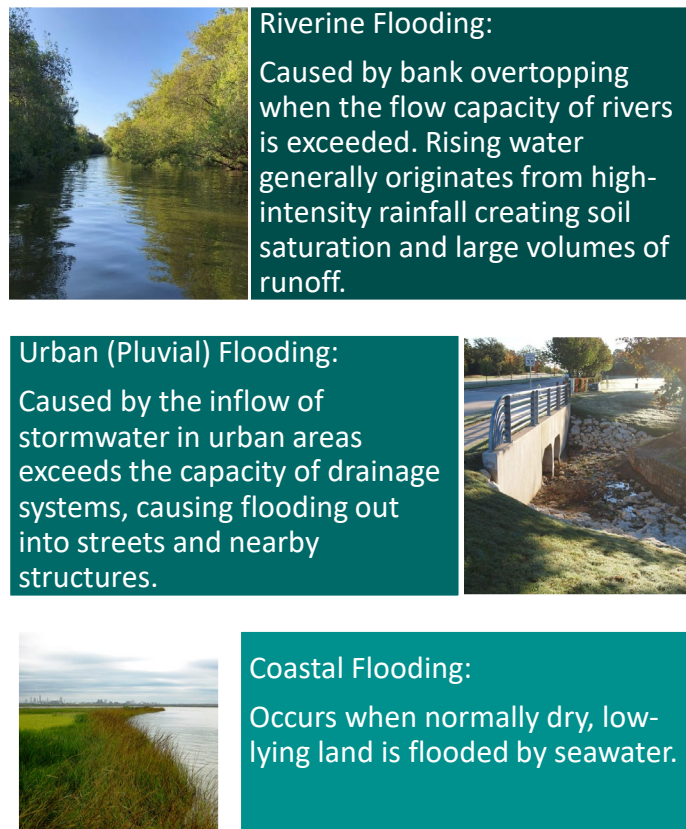 Riverine Flooding:
Caused by bank overtopping
when the flow capacity of rivers
is exceeded. Rising water
generally originates from high-
intensity rainfall creating soil
saturation and large volumes of
runoff.
Urban (Pluvial) Flooding:
Caused by the inflow of
stormwater in urban areas
exceeds the capacity of drainage
systems, causing flooding out
into streets and nearby
structures.
Coastal Flooding:
Occurs when normally dry, low-
lying land is flooded by seawater.